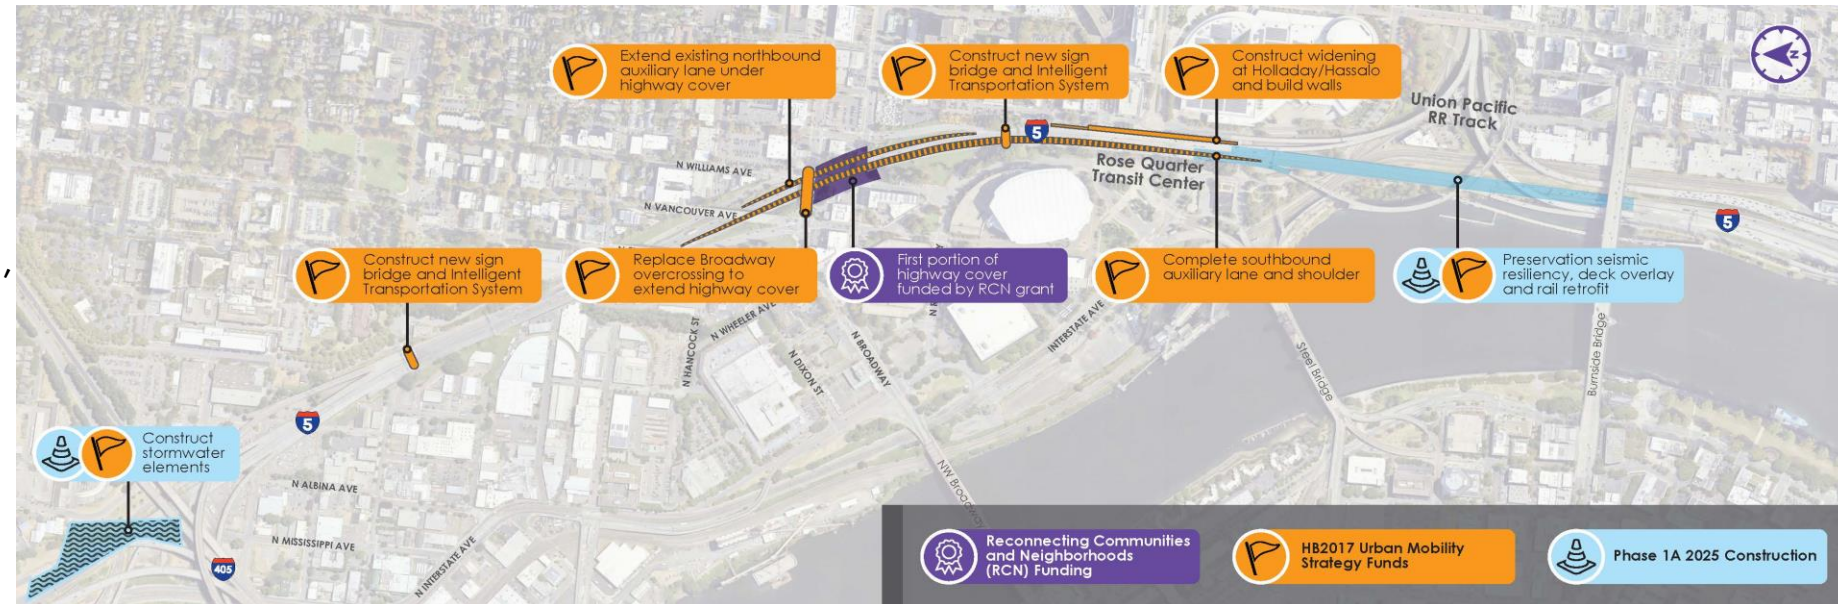 Extend existing northbound
auxiliary lane under
highway cover
Construct new sign
bridge and Intelligent
Transportation System
Construct widening
at Holladay/Hassalo
and build walls
Z
Union Pacific
RR Track
5
N WILLIAMS AVE
Rose Quarter
Transit Center
N VANCOUVER AVE
5
,
Construct new sign
bridge and Intelligent
Transportation System
Replace Broadway
overcrossing to
extend highway cover
First portion of
highway cover
funded by RCN grant
Complete southbound
auxiliary lane and shoulder
Preservation seismic
resiliency, deck overlay
and rail retrofit
N HANCOCK ST
N WHEELER AVE
N DIXON ST
N BROADWAY
INTERSTATE AVE
Steel Bridge
Burnside Bridge
5
Construct
stormwater
elements
N ALBINA AVE
NW Broadway
N MISSISSIPPI AVE
N INTERSTATE AVE
405
Reconnecting Communities
and Neighborhoods
(RCN) Funding
HB2017 Urban Mobility
Strategy Funds
Phase 1A 2025 Construction